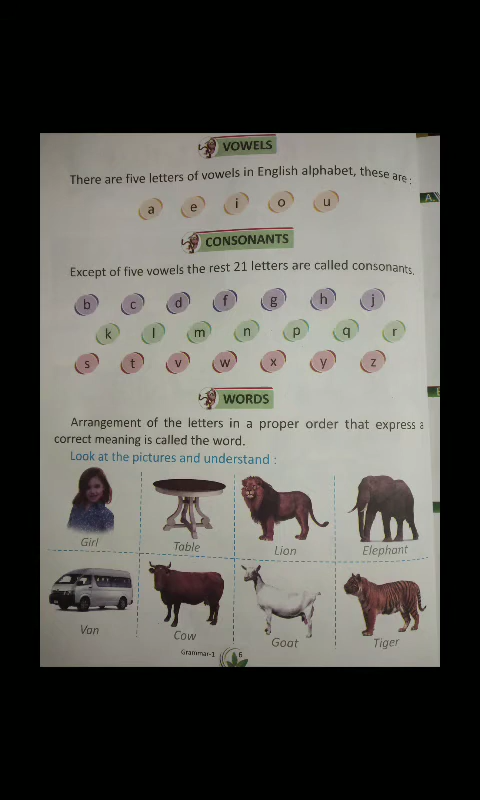 VOWELS
There are five letters of vowels in English alphabet, these are :
a e i o u
CONSONANTS
Except of five vowels the rest 21 letters are called consonants.
b c d f g h j
k l m n p q r
s t v w x y z
WORDS
Arrangement of the letters in a proper order that express a
correct meaning is called the word.
Look at the pictures and understand :
Girl Table Lion Elephant
Van Cow Goat Tiger
Grammar-1 6
A